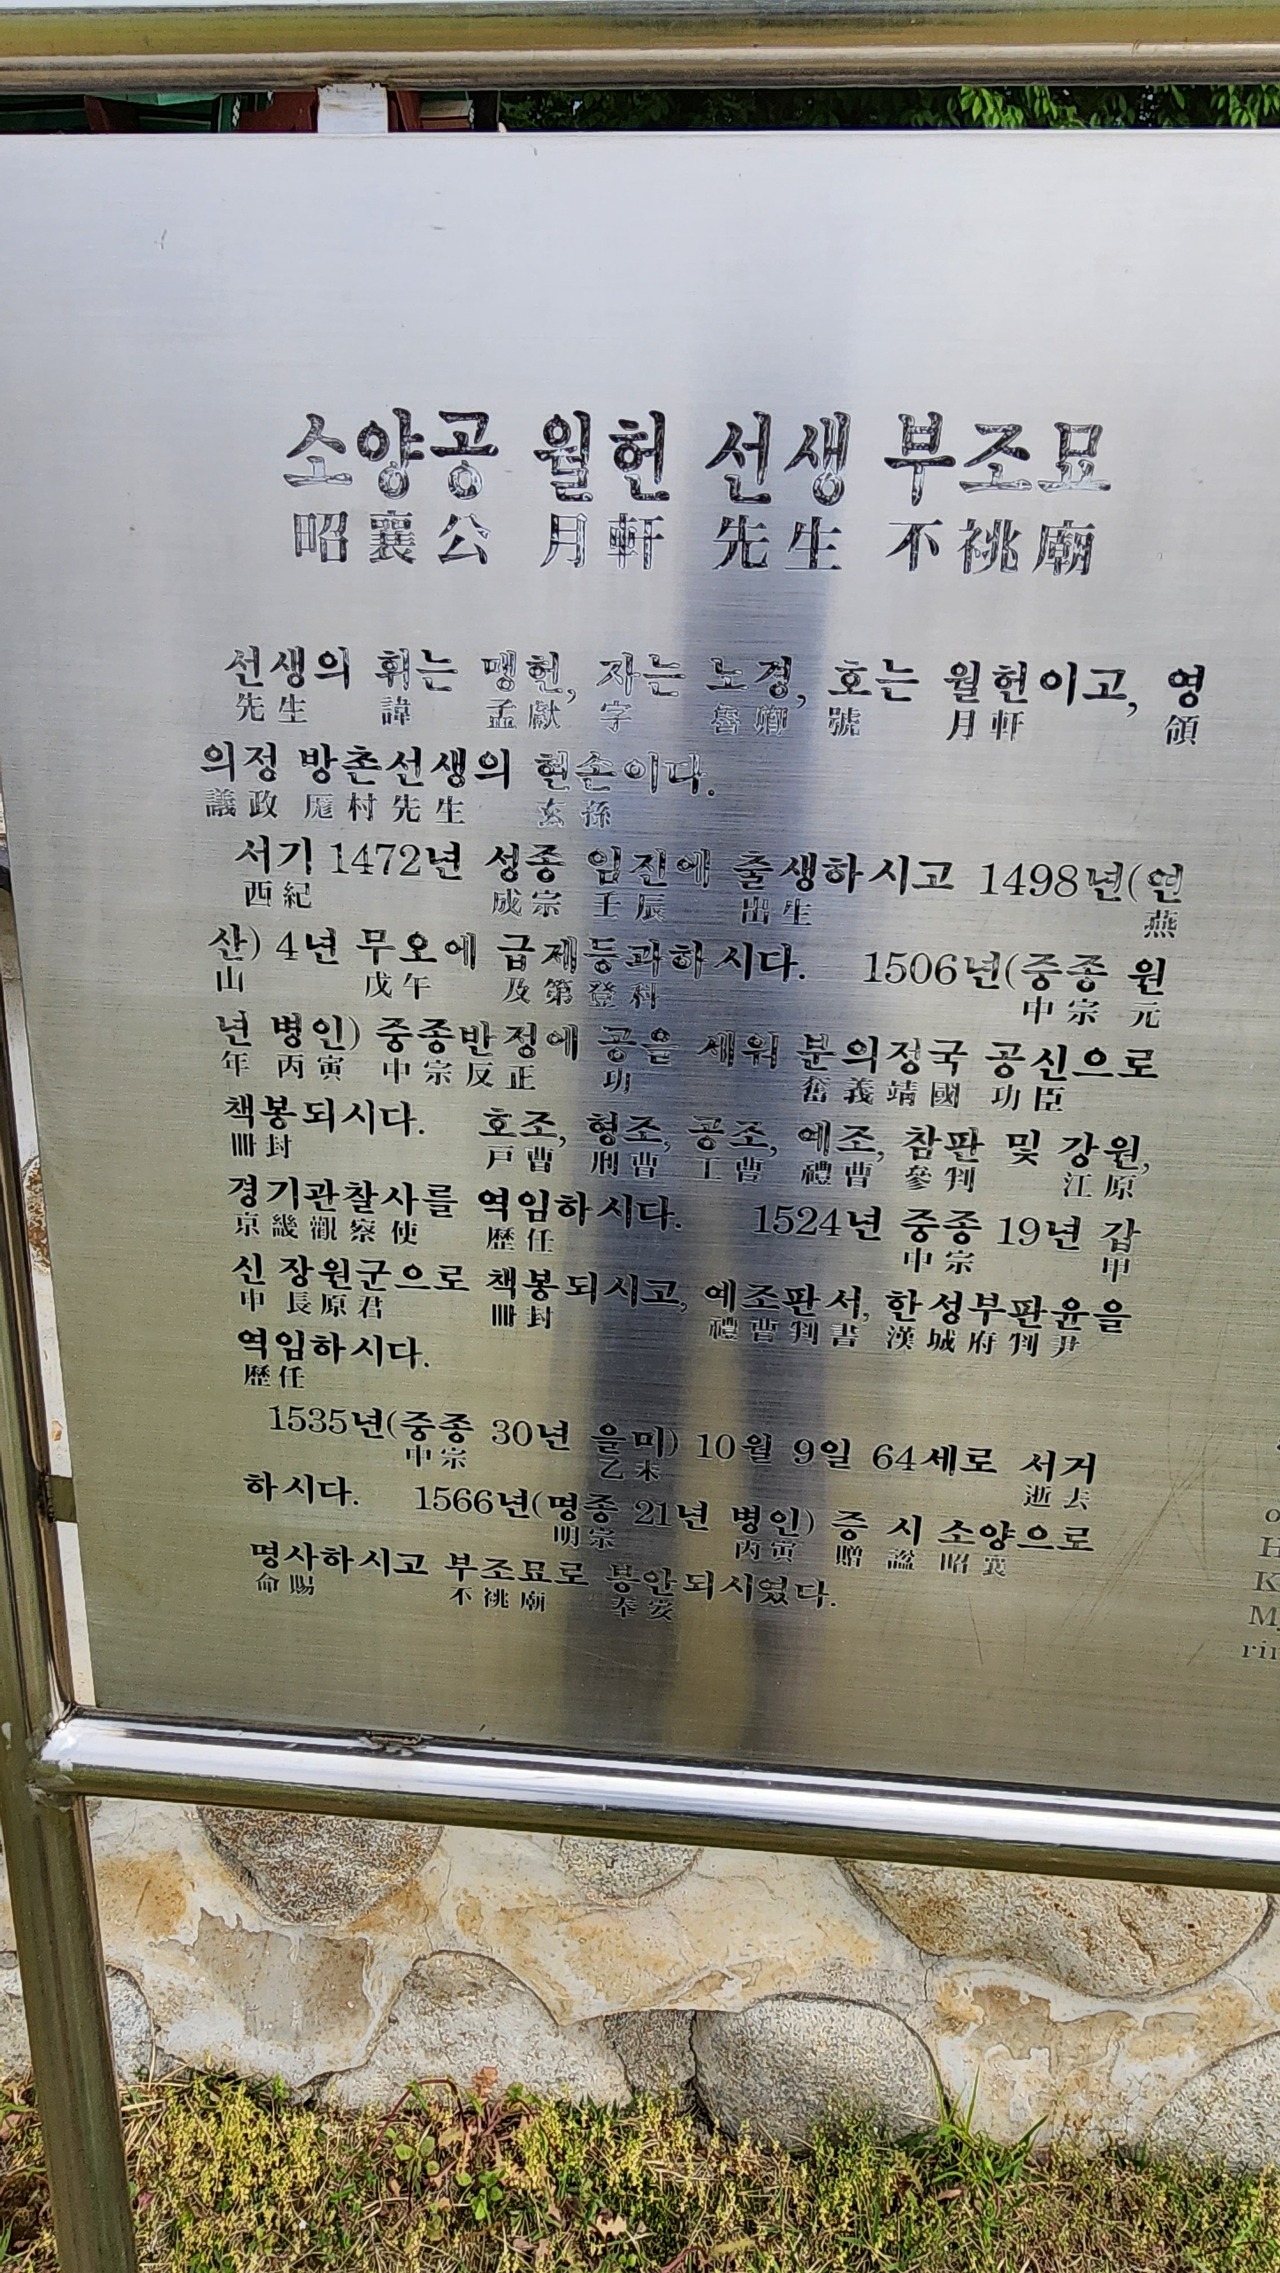 소양공 월헌 선생 부조묘
昭襄公 月軒 先生 不祧廟
선생의 휘는 맹헌, 자는 노경, 호는 월헌이고, 영
先生 諱 孟獻 字 魯卿 號 月軒 領
의정 방촌선생의 현손이다.
議政 厖村先生 玄孫
서기 1472년 성종 임진에 출생하시고 1498년(연
西紀 成宗 壬辰 出生 燕
산) 4년 무오에 급제등과하시다. 1506년(중종 원
山 戊午 及第登科 中宗 元
년 병인) 중종반정에 공을 세워 분의정국 공신으로
年 丙寅 中宗反正 功 奮義靖國 功臣
책봉되시다. 호조, 형조, 공조, 예조, 참판 및 강원,
冊封 戶曹 刑曹 工曹 禮曹 參判 江原
경기관찰사를 역임하시다. 1524년 중종 19년 갑
京畿觀察使 歷任 中宗 甲
신 장원군으로 책봉되시고, 예조판서, 한성부판윤을
申 長原君 冊封 禮曹判書 漢城府判尹
역임하시다.
歷任
1535년(중종 30년 을미) 10월 9일 64세로 서거
中宗 乙未 逝去
하시다. 1566년(명종 21년 병인) 증 시 소양으로
明宗 丙寅 贈 諡 昭襄
명사하시고 부조묘로 봉안되시였다.
命賜 不祧廟 奉安